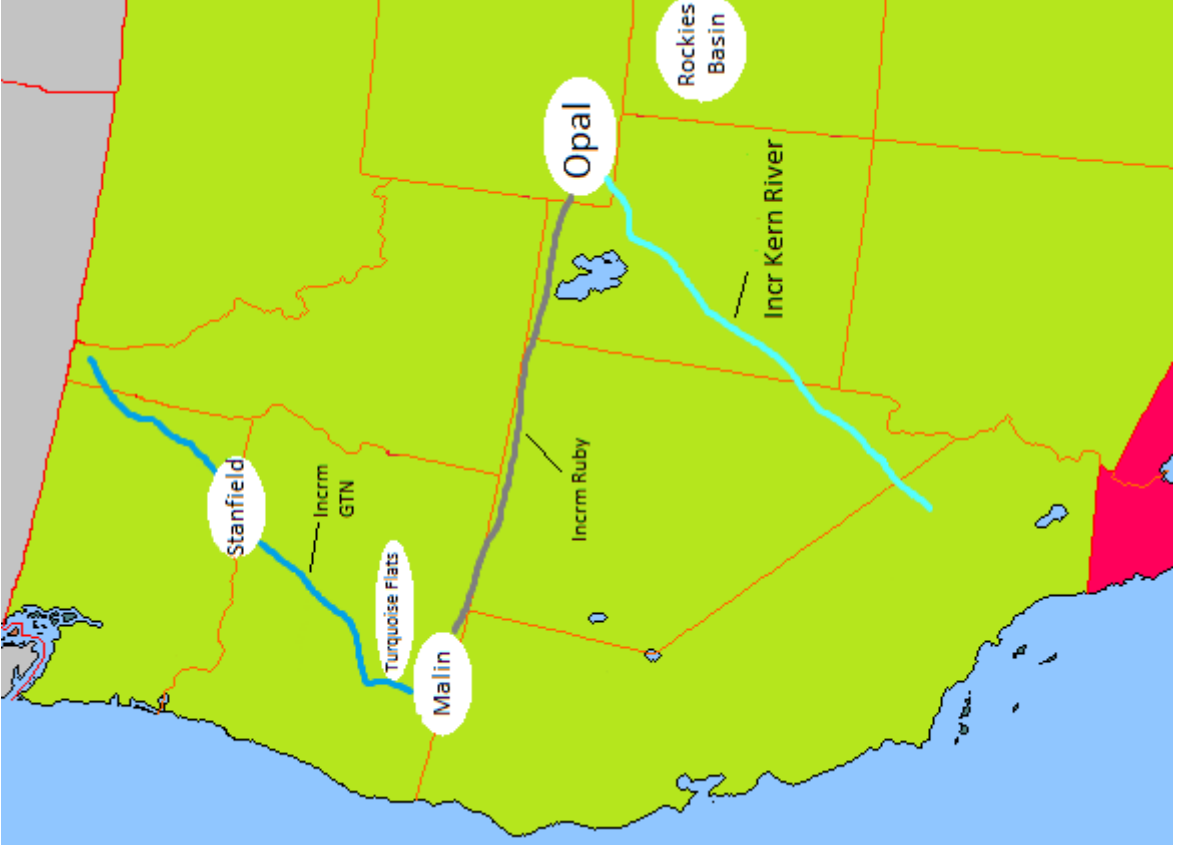 Rockies
Basin
Opal
Incr Kern River
Stanfield
Incrm
GTN
Incrm Ruby
Turquoise Flats
Malin